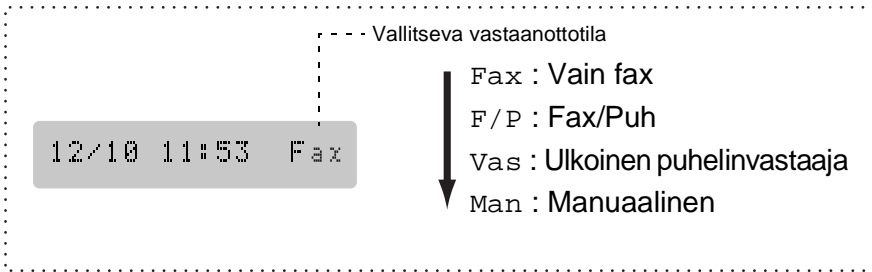 Vallitseva vastaanottotila
Fax : Vain fax
F/P : Fax/Puh
Vas : Ulkoinen puhelinvastaaja
Man : Manuaalinen
12/10 11:53 Fax